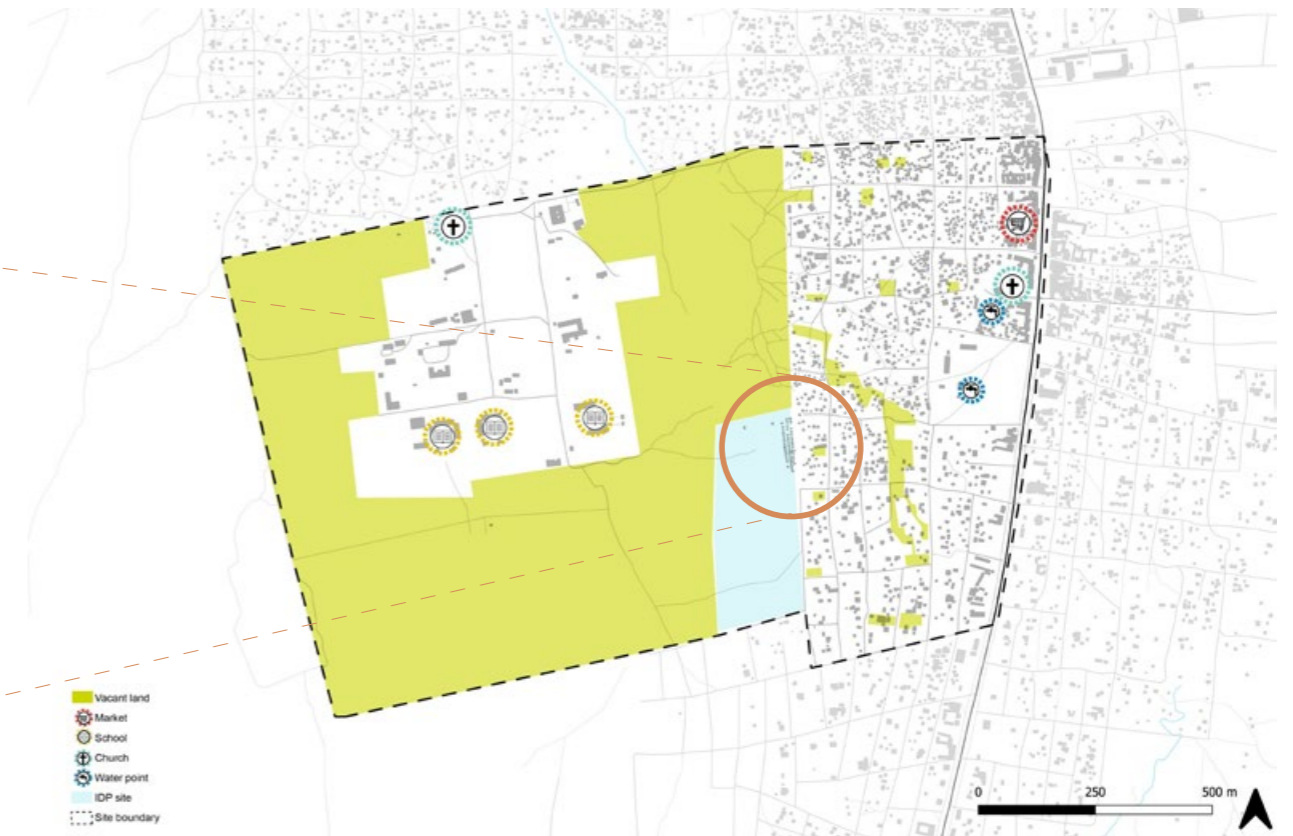 Vacant land
Market
School
Church
Water point
IDP site
Site boundary
0 250 500 m